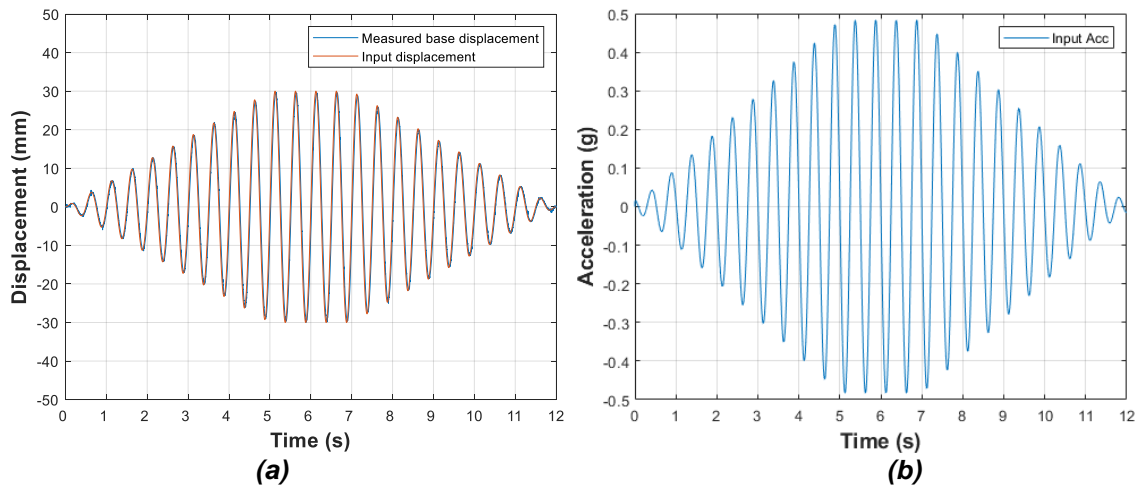 50
40
30
20
10
0
-10
-20
-30
-40
-50
Displacement (mm)
Measured base displacement
Input displacement
0 1 2 3 4 5 6 7 8 9 10 11 12
Time (s)
(a)
0.5
0.4
0.3
0.2
0.1
0
-0.1
-0.2
-0.3
-0.4
-0.5
Acceleration (g)
Input Acc
0 1 2 3 4 5 6 7 8 9 10 11 12
Time (s)
(b)